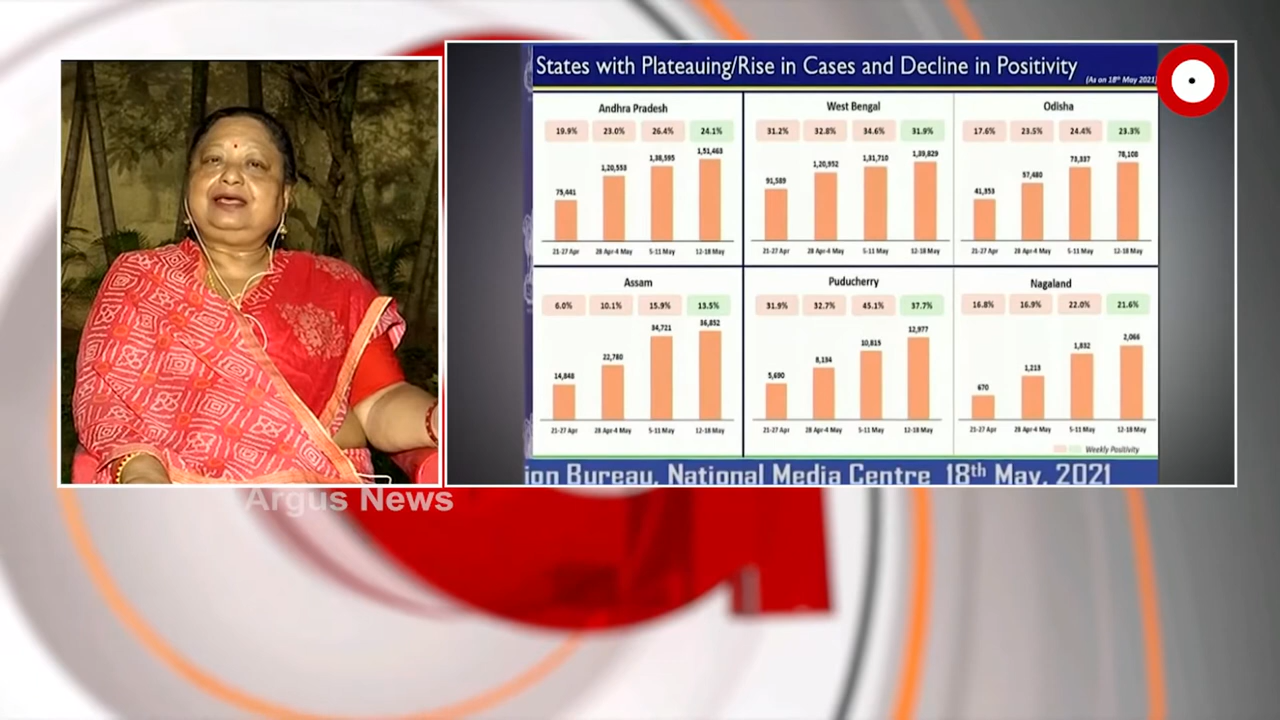 States with Plateauing/Rise in Cases and Decline in Positivity
(As on 18th May 2021)
Andhra Pradesh
19.9% 23.0% 26.4% 24.1%
75,441 1,20,553 1,38,595 1,51,463
21-27 Apr 28 Apr-4 May 5-11 May 12-18 May
West Bengal
31.2% 32.8% 34.6% 31.9%
91,589 1,20,952 1,31,710 1,39,829
21-27 Apr 28 Apr-4 May 5-11 May 12-18 May
Odisha
17.6% 23.5% 24.4% 23.3%
41,353 57,480 73,337 78,108
21-27 Apr 28 Apr-4 May 5-11 May 12-18 May
Assam
6.0% 10.1% 15.9% 13.5%
14,848 22,780 34,721 36,852
21-27 Apr 28 Apr-4 May 5-11 May 12-18 May
Puducherry
31.9% 32.7% 45.1% 37.7%
5,690 8,134 10,815 12,977
21-27 Apr 28 Apr-4 May 5-11 May 12-18 May
Nagaland
16.8% 16.9% 22.0% 21.6%
670 1,213 1,832 2,066
21-27 Apr 28 Apr-4 May 5-11 May 12-18 May
Weekly Positivity
ion Bureau, National Media Centre 18th May, 2021
Argus News